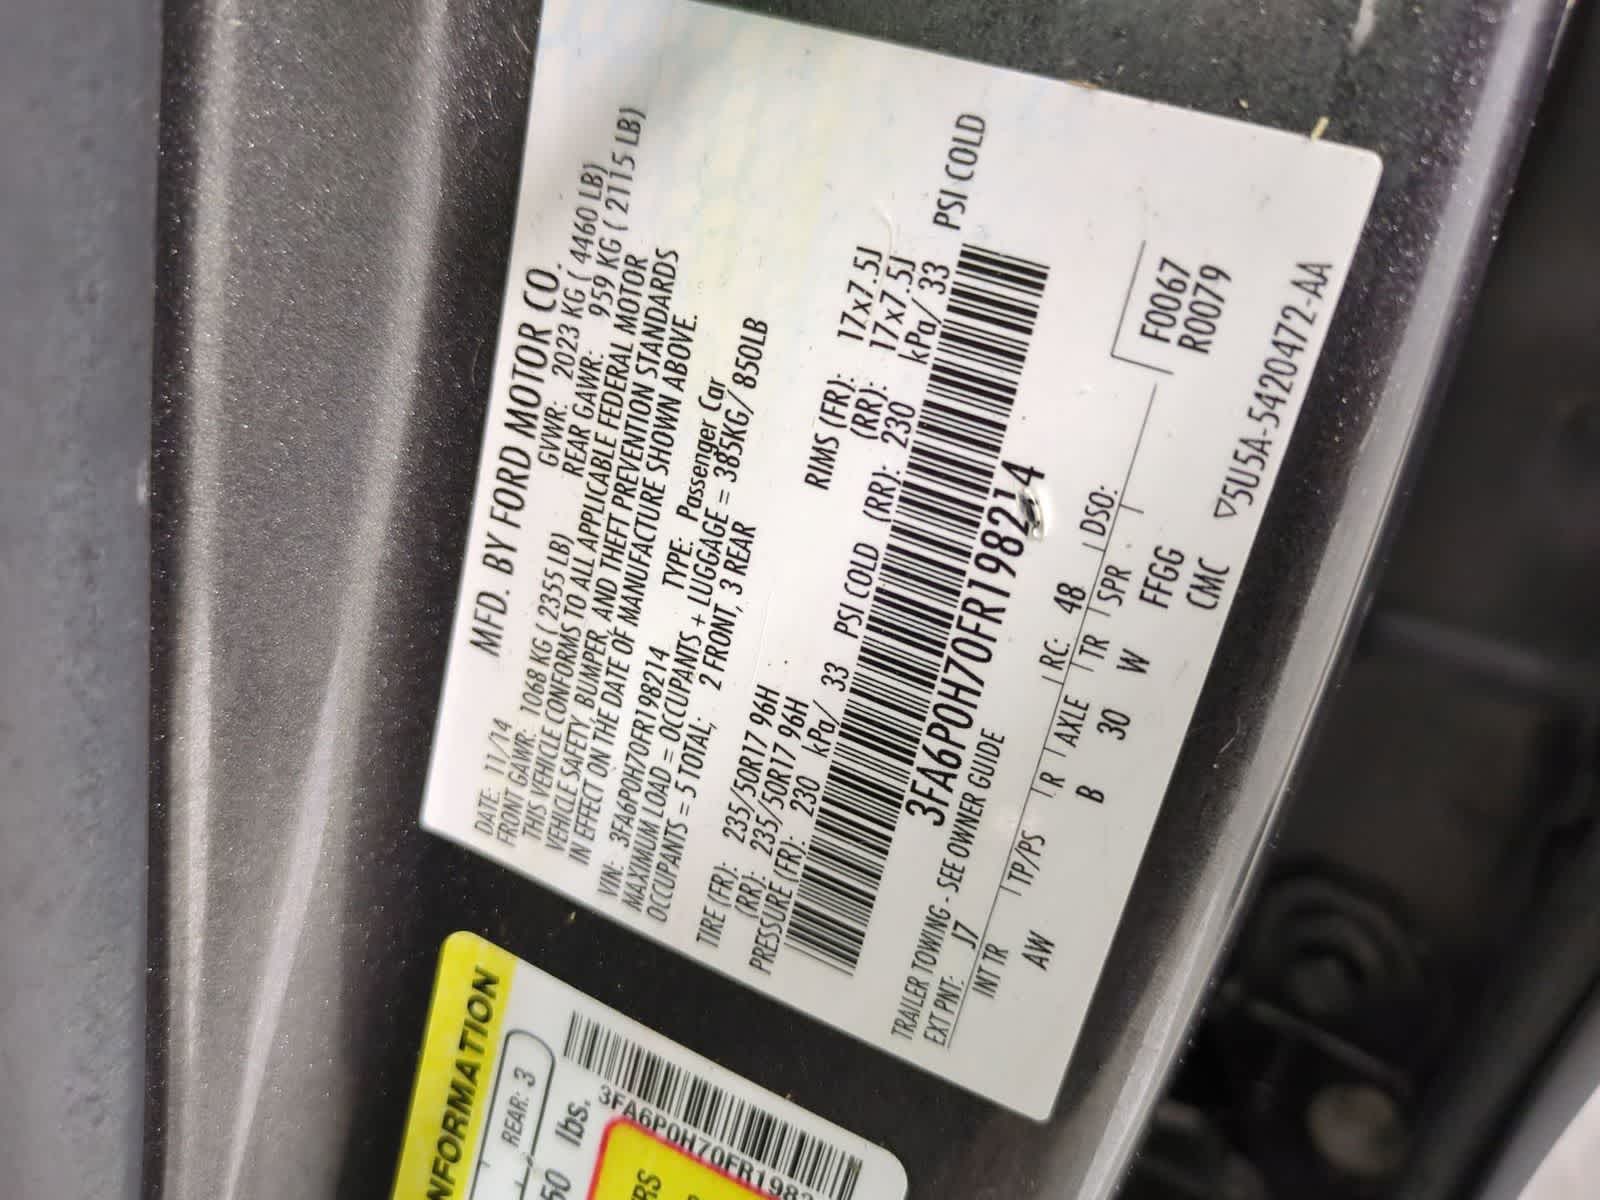 MFD. BY FORD MOTOR CO.
DATE: 11/14 GVWR: 2023 KG ( 4460 LB)
FRONT GAWR: 1068 KG ( 2355 LB) REAR GAWR: 959 KG ( 2115 LB)
THIS VEHICLE CONFORMS TO ALL APPLICABLE FEDERAL MOTOR
VEHICLE SAFETY, BUMPER, AND THEFT PREVENTION STANDARDS
IN EFFECT ON THE DATE OF MANUFACTURE SHOWN ABOVE.
VIN: 3FA6P0H70FR198214 TYPE: Passenger Car
MAXIMUM LOAD = OCCUPANTS + LUGGAGE = 385KG/ 850LB
OCCUPANTS = 5 TOTAL; 2 FRONT, 3 REAR
TIRE (FR): 235/50R17 96H RIMS (FR): 17x7.5J
(RR): 235/50R17 96H (RR): 17x7.5J
PRESSURE (FR): 230 kPa/ 33 PSI COLD (RR): 230 kPa/ 33 PSI COLD
3FA6P0H70FR198214
TRAILER TOWING - SEE OWNER GUIDE
EXT PNT: J7 RC: 48 DSO: F0067
R0079
INT TR TP/PS R AXLE TR SPR
AW B 30 W FFGG
CMC
▽5U5A-5420472-AA
NFORMATION
REAR: 3
50 lbs.
3FA6P0H70FR1982
ERS